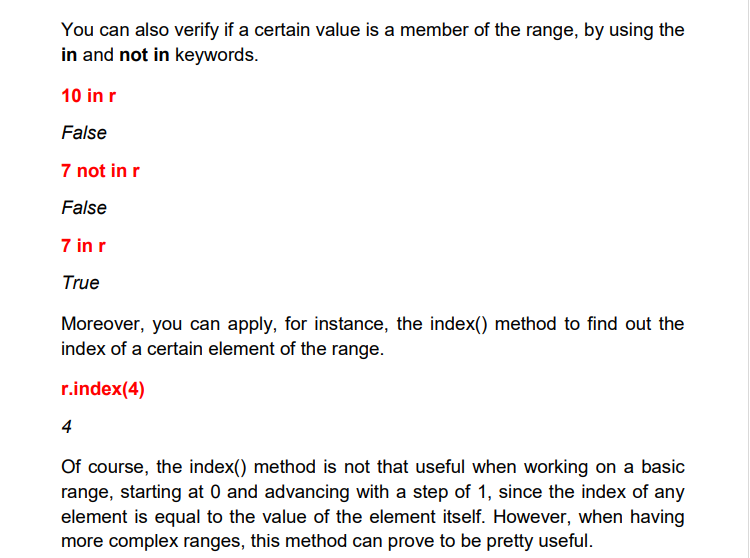 You can also verify if a certain value is a member of the range, by using the
in and not in keywords.
10 in r
False
7 not in r
False
7 in r
True
Moreover, you can apply, for instance, the index() method to find out the
index of a certain element of the range.
r.index(4)
4
Of course, the index() method is not that useful when working on a basic
range, starting at 0 and advancing with a step of 1, since the index of any
element is equal to the value of the element itself. However, when having
more complex ranges, this method can prove to be pretty useful.